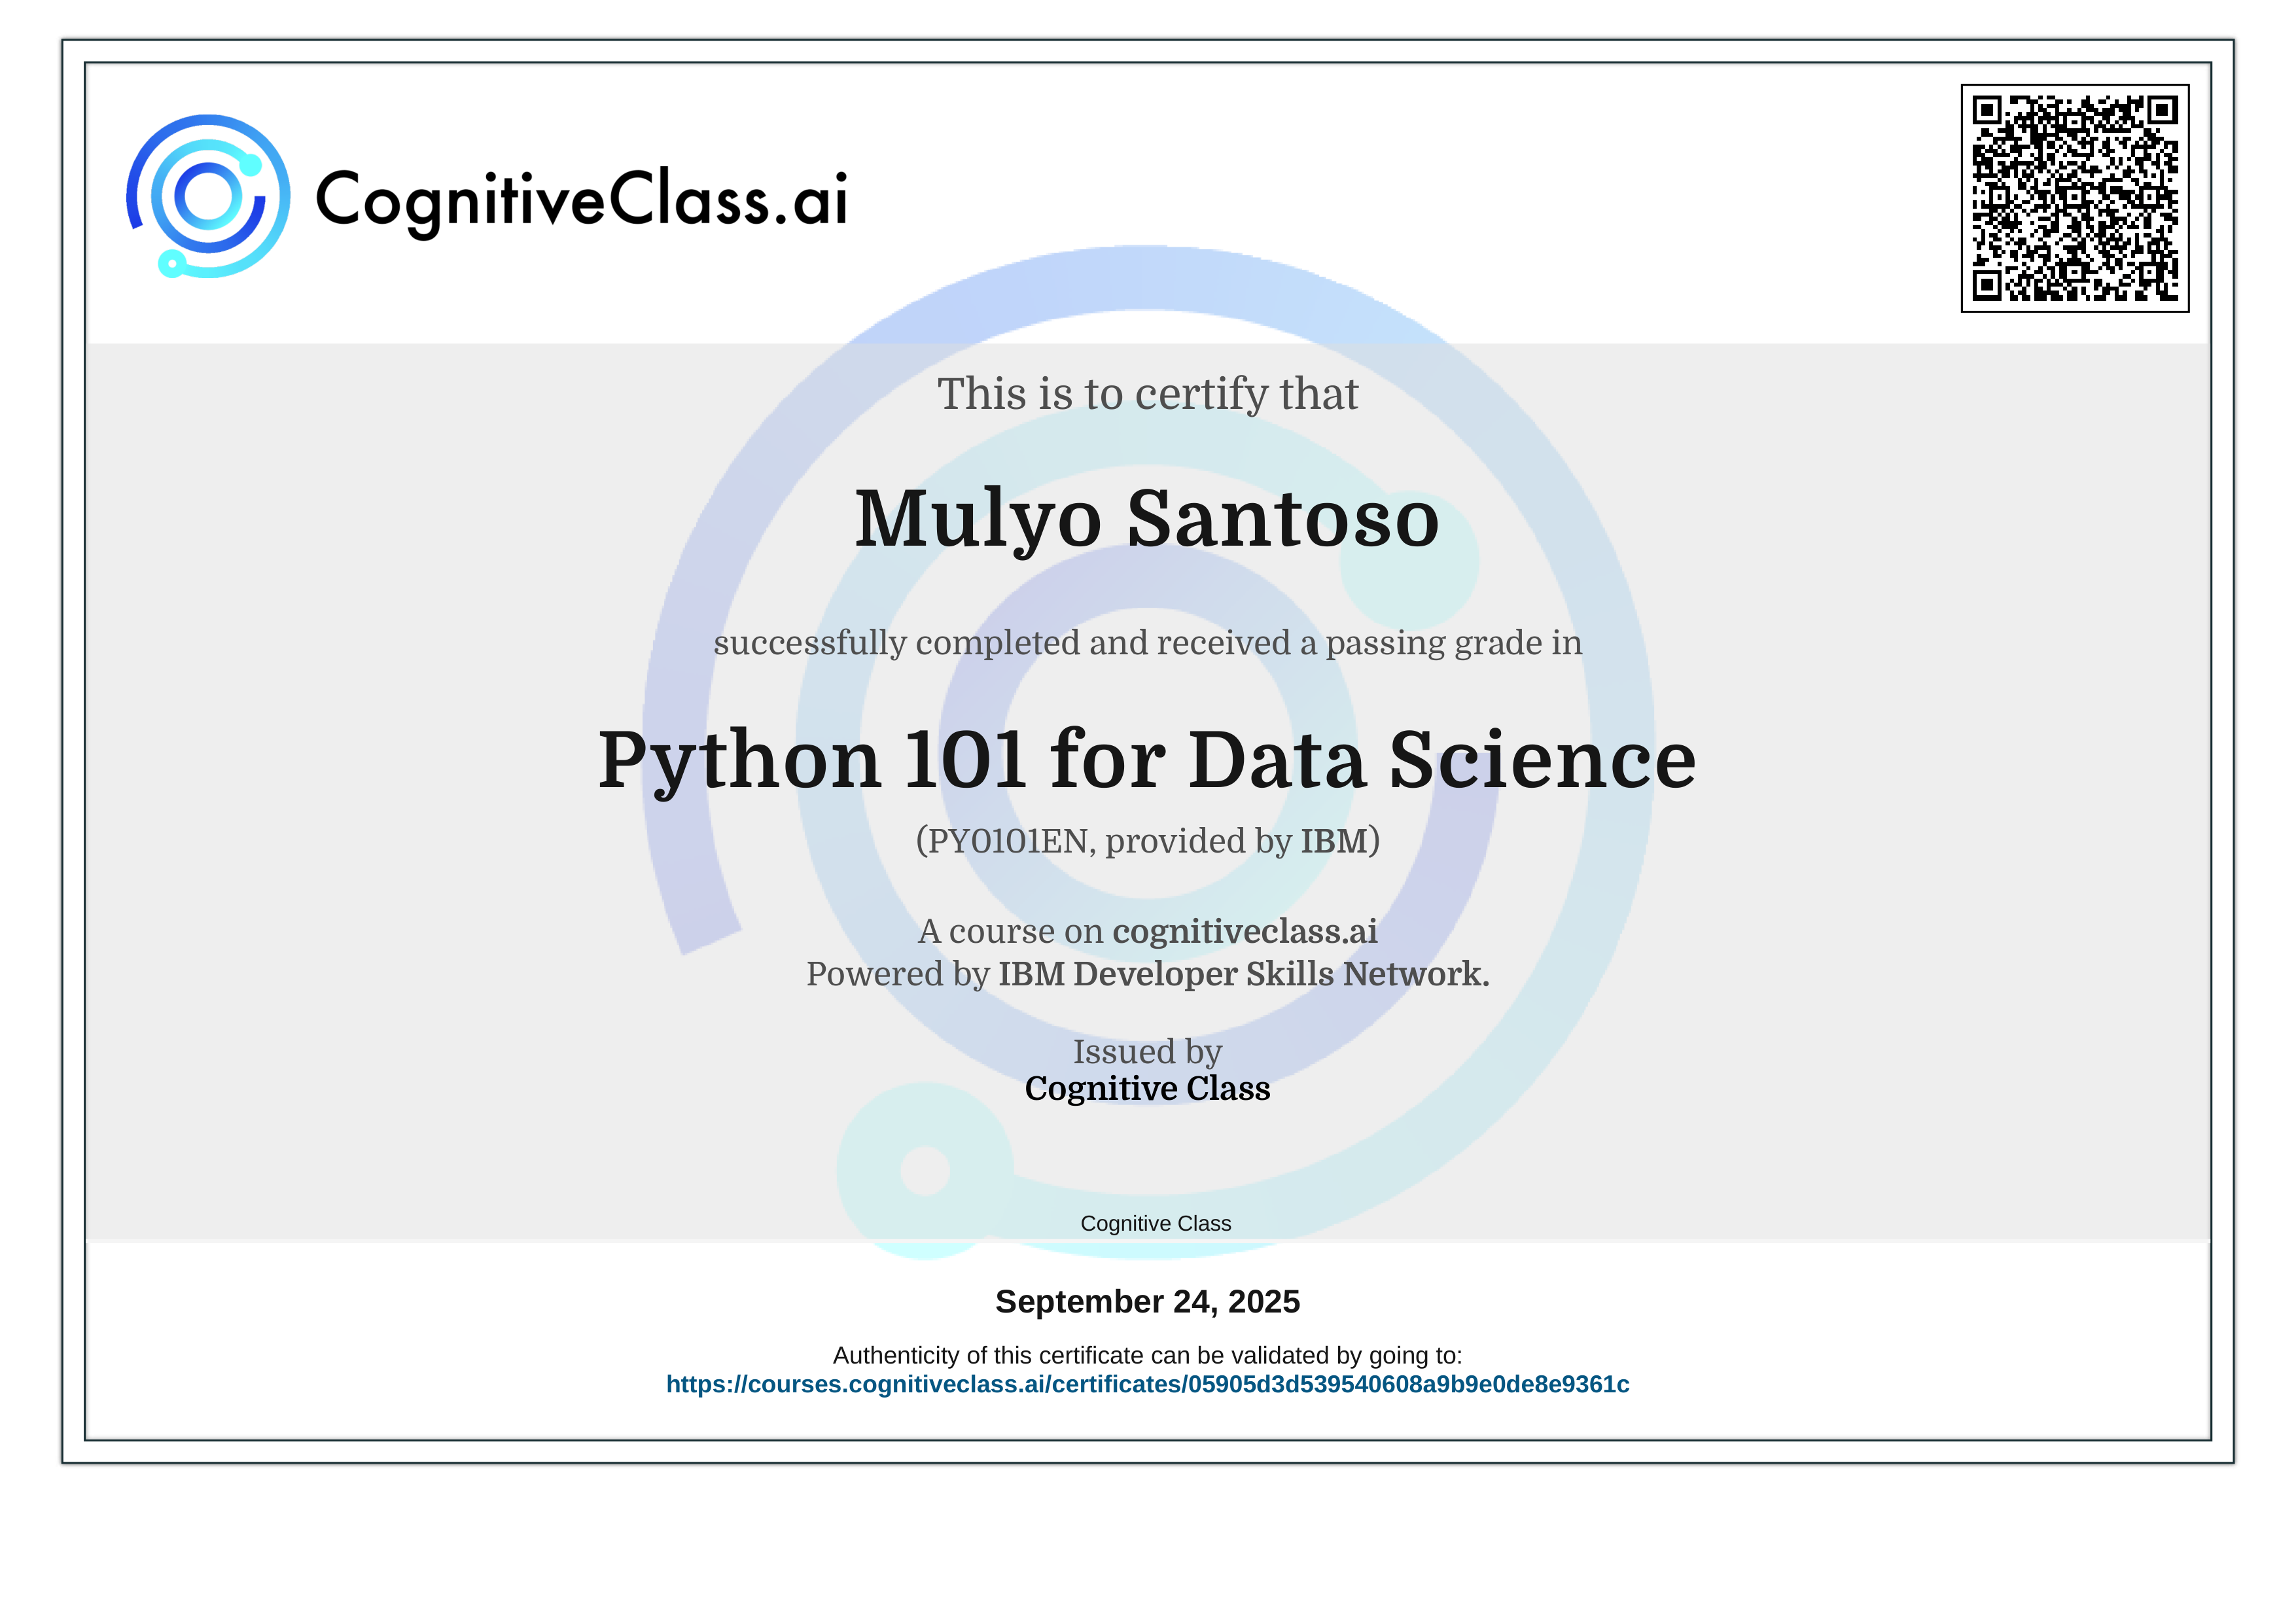 CognitiveClass.ai
This is to certify that
Mulyo Santoso
successfully completed and received a passing grade in
Python 101 for Data Science
(PY0101EN, provided by IBM)
A course on cognitiveclass.ai
Powered by IBM Developer Skills Network.
Issued by
Cognitive Class
Cognitive Class
September 24, 2025
Authenticity of this certificate can be validated by going to:
https://courses.cognitiveclass.ai/certificates/05905d3d539540608a9b9e0de8e9361c